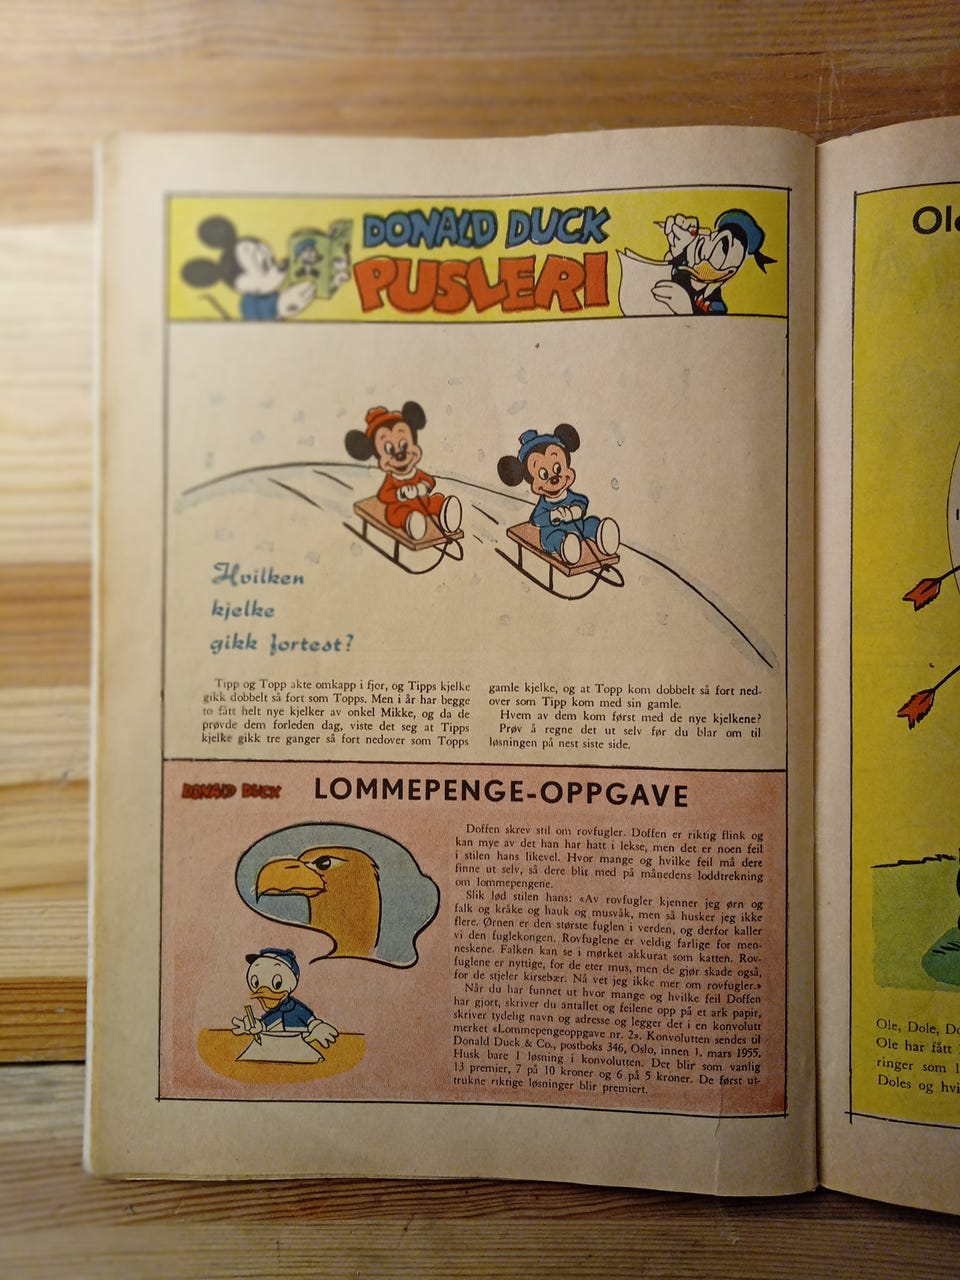 DONALD DUCK
PUSLERI
Hvilken
kjelke
gikk fortest?
Tipp og Topp akte omkapp i fjor, og Tipps kjelke
gikk dobbelt så fort som Topps. Men i år har begge
to fått helt nye kjelker av onkel Mikke, og da de
prøvde dem forleden dag, viste det seg at Tipps
kjelke gikk tre ganger så fort nedover som Topps
gamle kjelke, og at Topp kom dobbelt så fort ned-
over som Tipp kom med sin gamle.
Hvem av dem kom først med de nye kjelkene?
Prøv å regne det ut selv før du blar om til
løsningen på nest siste side.
DONALD DUCK
LOMMEPENGE-OPPGAVE
Doffen skrev stil om rovfugler. Doffen er riktig flink og
kan mye av det han har hatt i lekse, men det er noen feil
i stilen hans likevel. Hvor mange og hvilke feil må dere
finne ut selv, så dere blir med på månedens loddtrekning
om lommepengene.
Slik lød stilen hans: «Av rovfugler kjenner jeg ørn og
falk og kråke og hauk og musvåk, men så husker jeg ikke
flere. Ørnen er den største fuglen i verden, og derfor kaller
vi den fuglekongen. Rovfuglene er veldig farlige for men-
neskene. Falken kan se i mørket akkurat som katten. Rov-
fuglene er nyttige, for de eter mus, men de gjør skade også,
for de stjeler kirsebær. Nå vet jeg ikke mer om rovfugler.»
Når du har funnet ut hvor mange og hvilke feil Doffen
har gjort, skriver du antallet og feilene opp på et ark papir,
skriver tydelig navn og adresse og legger det i en konvolutt
merket «Lommepengeoppgave nr. 2». Konvolutten sendes til
Donald Duck & Co., postboks 346, Oslo, innen 1. mars 1955.
Husk bare 1 løsning i konvolutten. Det blir som vanlig
13 premier, 7 på 10 kroner og 6 på 5 kroner. De først ut-
trukne riktige løsninger blir premiert.
Ole, Dole,
Ole har fått
ringer som
Doles og